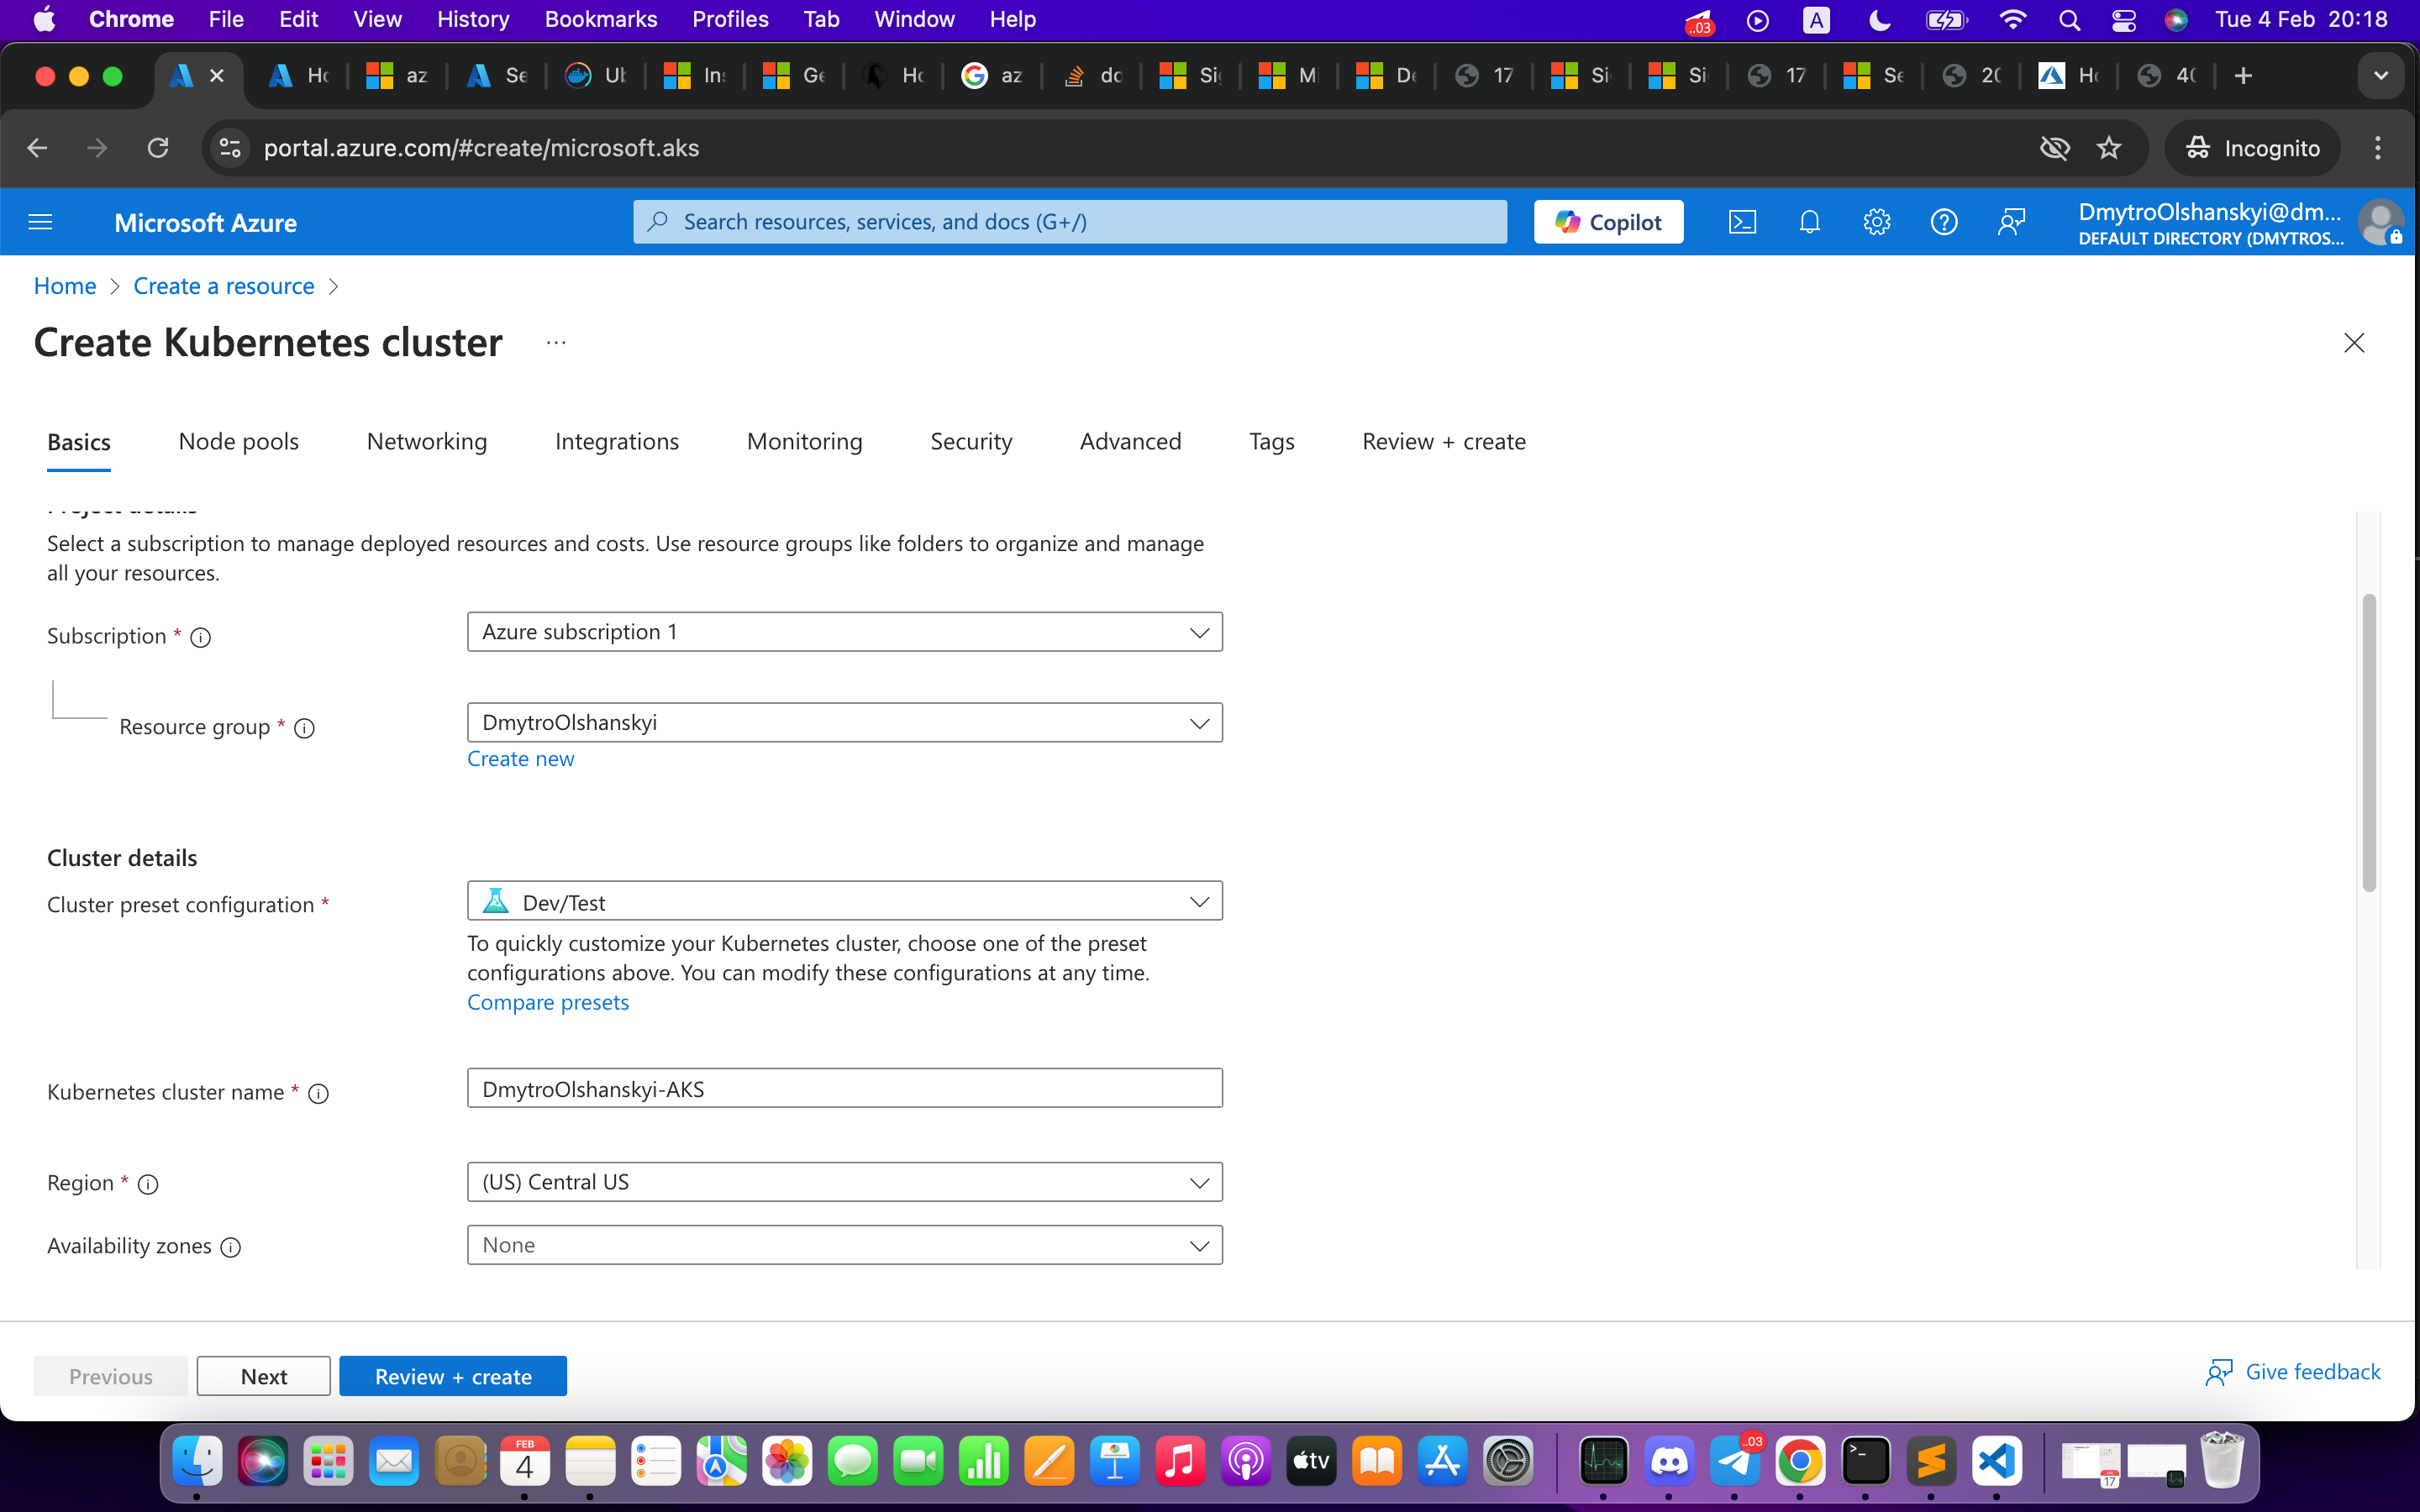 Chrome File Edit View History Bookmarks Profiles Tab Window Help ..03 A Tue 4 Feb 20:18
Hc az Se Ub Ins Ge Hc az dc Sig Mi De 17 Si Si 17 Se 20 Hc 40
portal.azure.com/#create/microsoft.aks Incognito
Microsoft Azure Search resources, services, and docs (G+/) Copilot DmytroOlshanskyi@dm...
DEFAULT DIRECTORY (DMYTROS...
Home > Create a resource >
Create Kubernetes cluster ...
Basics Node pools Networking Integrations Monitoring Security Advanced Tags Review + create
Project details
Select a subscription to manage deployed resources and costs. Use resource groups like folders to organize and manage
all your resources.
Subscription * Azure subscription 1
Resource group * DmytroOlshanskyi
Create new
Cluster details
Cluster preset configuration * Dev/Test
To quickly customize your Kubernetes cluster, choose one of the preset
configurations above. You can modify these configurations at any time.
Compare presets
Kubernetes cluster name * DmytroOlshanskyi-AKS
Region * (US) Central US
Availability zones None
Previous Next Review + create Give feedback
FEB
4
tv
..03
17